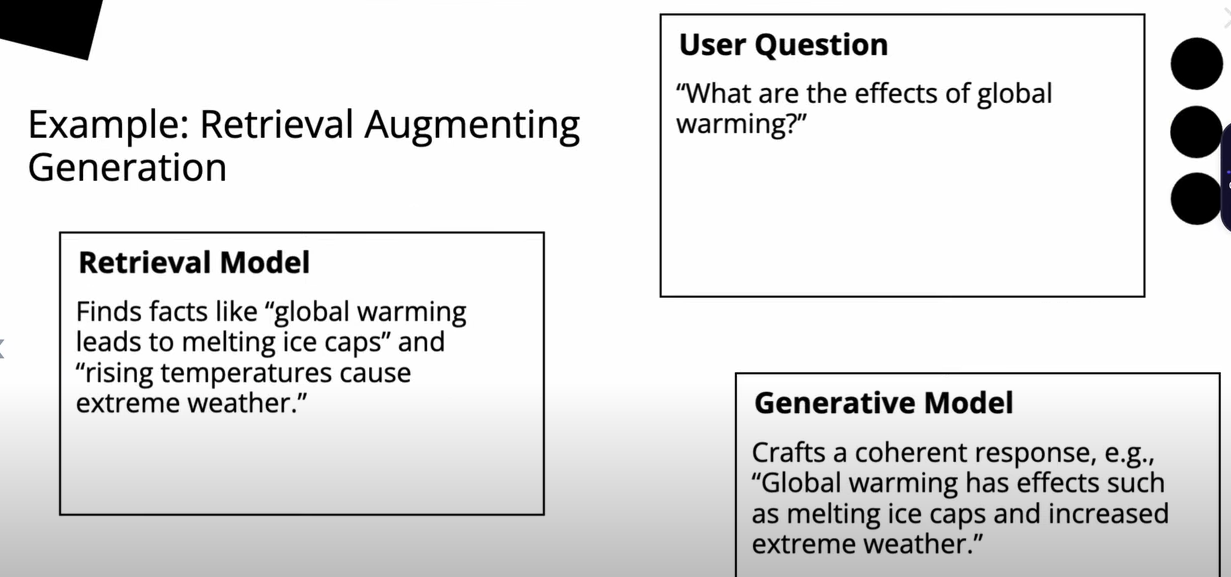 Example: Retrieval Augmenting
Generation
User Question
“What are the effects of global
warming?”
Retrieval Model
Finds facts like “global warming
leads to melting ice caps” and
“rising temperatures cause
extreme weather.”
Generative Model
Crafts a coherent response, e.g.,
“Global warming has effects such
as melting ice caps and increased
extreme weather.”